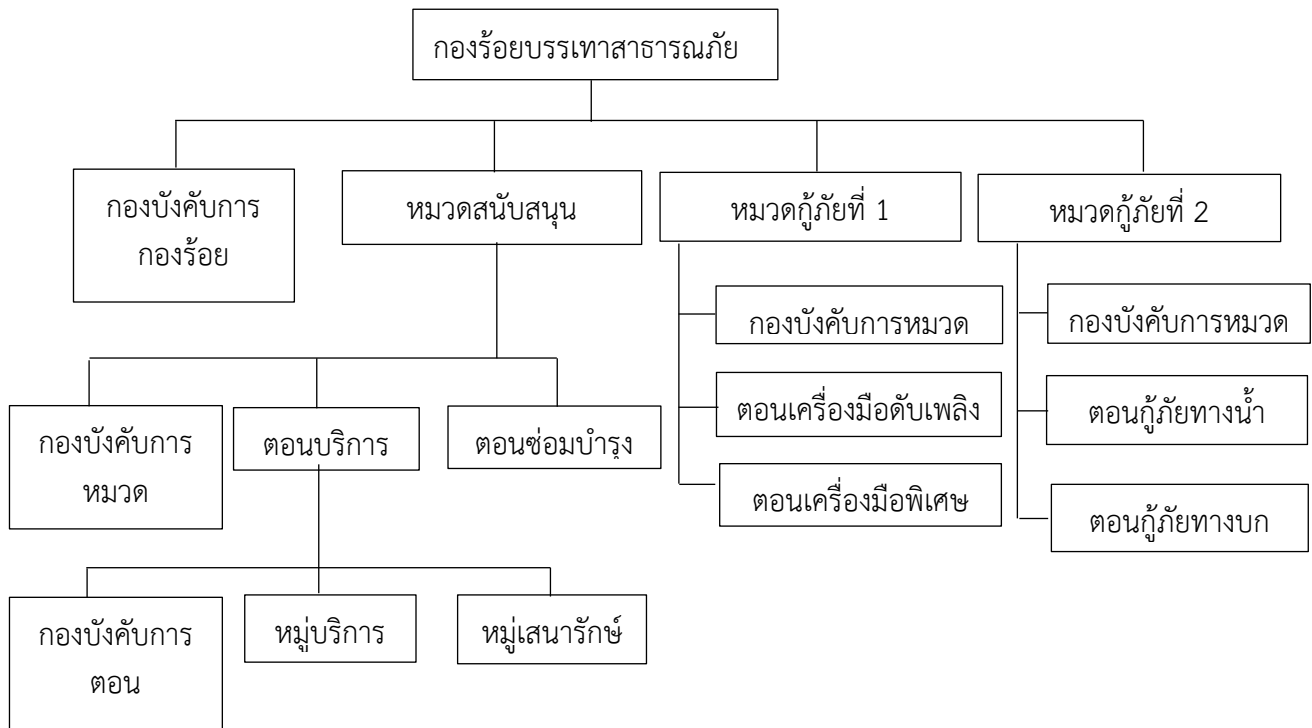 กองร้อยบรรเทาสาธารณภัย
กองบังคับการ
กองร้อย
หมวดสนับสนุน
หมวดกู้ภัยที่ 1
หมวดกู้ภัยที่ 2
กองบังคับการหมวด
กองบังคับการหมวด
ตอนเครื่องมือดับเพลิง
ตอนกู้ภัยทางน้ำ
กองบังคับการ
หมวด
ตอนบริการ
ตอนซ่อมบำรุง
ตอนเครื่องมือพิเศษ
ตอนกู้ภัยทางบก
กองบังคับการ
ตอน
หมู่บริการ
หมู่เสนารักษ์